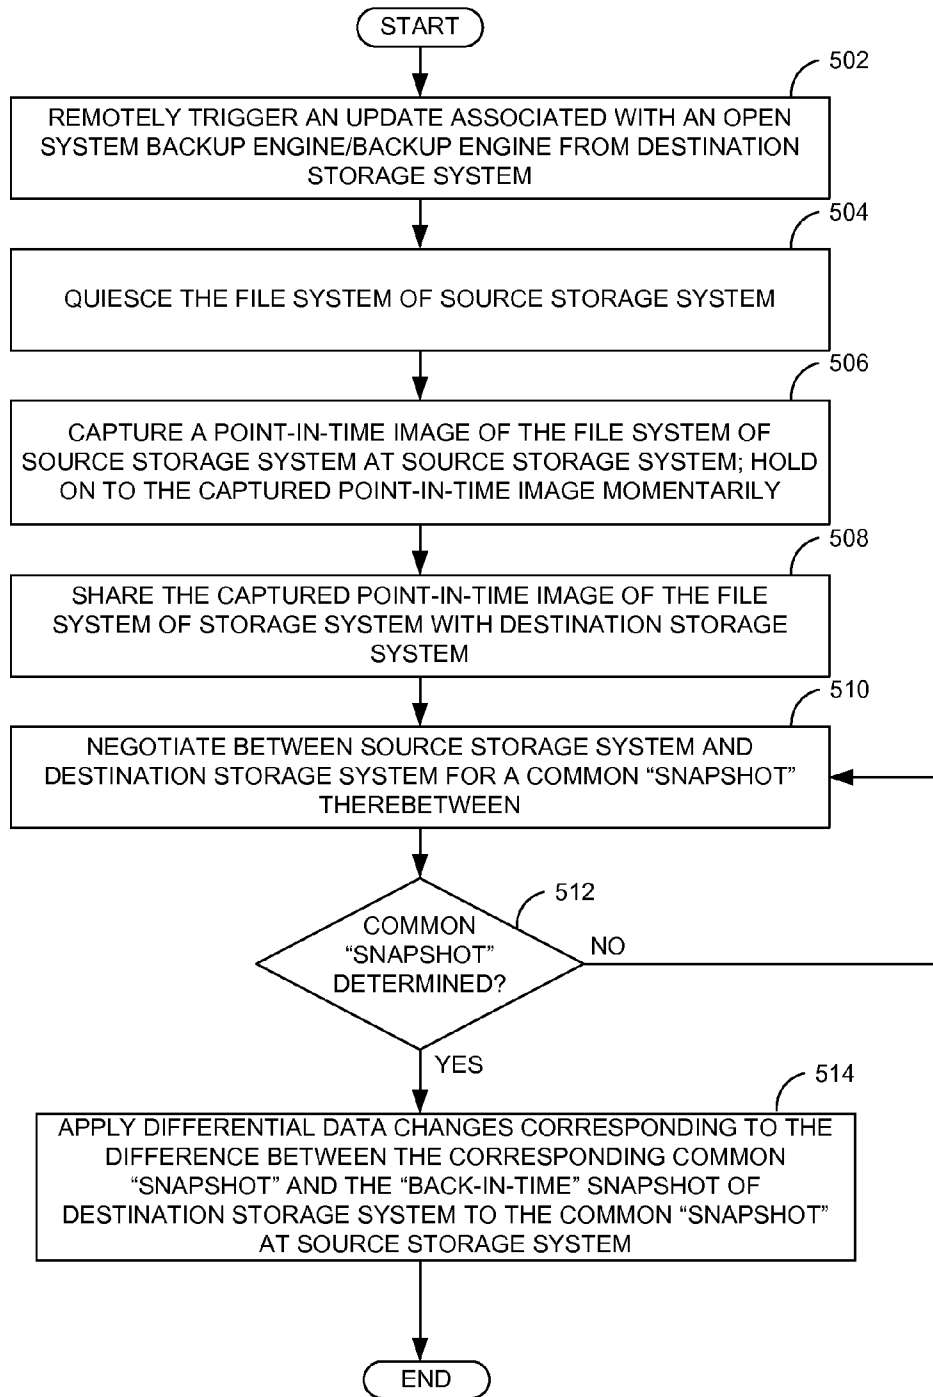 START
502
REMOTELY TRIGGER AN UPDATE ASSOCIATED WITH AN OPEN
SYSTEM BACKUP ENGINE/BACKUP ENGINE FROM DESTINATION
STORAGE SYSTEM
504
QUIESCE THE FILE SYSTEM OF SOURCE STORAGE SYSTEM
506
CAPTURE A POINT-IN-TIME IMAGE OF THE FILE SYSTEM OF
SOURCE STORAGE SYSTEM AT SOURCE STORAGE SYSTEM; HOLD
ON TO THE CAPTURED POINT-IN-TIME IMAGE MOMENTARILY
508
SHARE THE CAPTURED POINT-IN-TIME IMAGE OF THE FILE
SYSTEM OF STORAGE SYSTEM WITH DESTINATION STORAGE
SYSTEM
510
NEGOTIATE BETWEEN SOURCE STORAGE SYSTEM AND
DESTINATION STORAGE SYSTEM FOR A COMMON “SNAPSHOT”
THEREBETWEEN
512
COMMON
“SNAPSHOT”
DETERMINED?
NO
YES
514
APPLY DIFFERENTIAL DATA CHANGES CORRESPONDING TO THE
DIFFERENCE BETWEEN THE CORRESPONDING COMMON
“SNAPSHOT” AND THE “BACK-IN-TIME” SNAPSHOT OF
DESTINATION STORAGE SYSTEM TO THE COMMON “SNAPSHOT”
AT SOURCE STORAGE SYSTEM
END